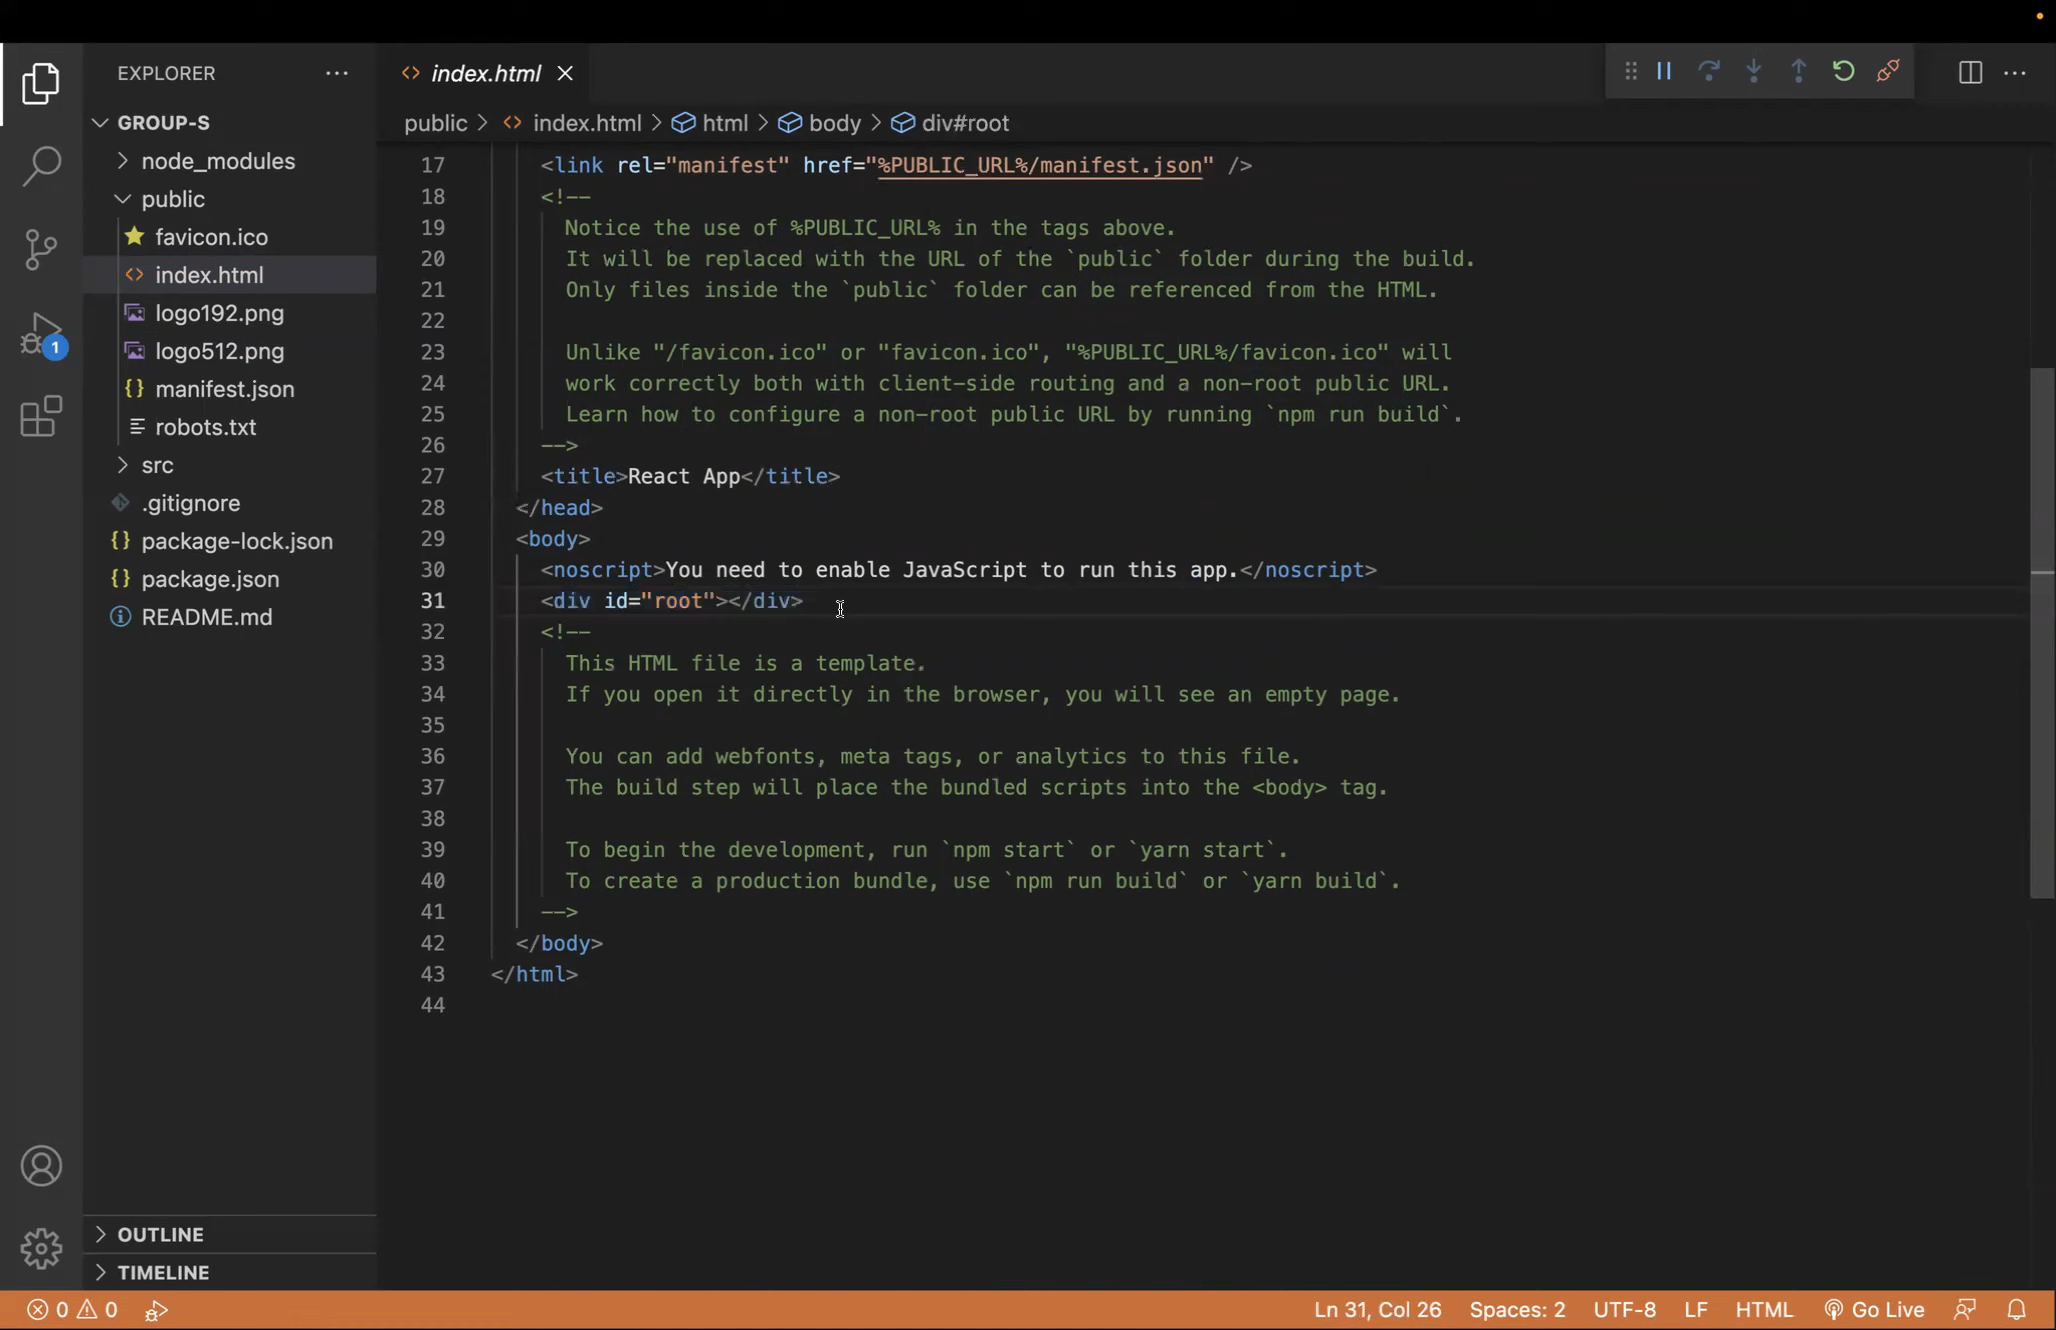 EXPLORER
GROUP-S
node_modules
public
favicon.ico
index.html
logo192.png
logo512.png
manifest.json
robots.txt
src
.gitignore
package-lock.json
package.json
README.md
1
OUTLINE
TIMELINE
index.html
public > index.html > html > body > div#root
17 <link rel="manifest" href="%PUBLIC_URL%/manifest.json" />
18 <!--
19 Notice the use of %PUBLIC_URL% in the tags above.
20 It will be replaced with the URL of the `public` folder during the build.
21 Only files inside the `public` folder can be referenced from the HTML.
22
23 Unlike "/favicon.ico" or "favicon.ico", "%PUBLIC_URL%/favicon.ico" will
24 work correctly both with client-side routing and a non-root public URL.
25 Learn how to configure a non-root public URL by running `npm run build`.
26 -->
27 <title>React App</title>
28 </head>
29 <body>
30 <noscript>You need to enable JavaScript to run this app.</noscript>
31 <div id="root"></div>
32 <!--
33 This HTML file is a template.
34 If you open it directly in the browser, you will see an empty page.
35
36 You can add webfonts, meta tags, or analytics to this file.
37 The build step will place the bundled scripts into the <body> tag.
38
39 To begin the development, run `npm start` or `yarn start`.
40 To create a production bundle, use `npm run build` or `yarn build`.
41 -->
42 </body>
43 </html>
44
0 0
Ln 31, Col 26 Spaces: 2 UTF-8 LF HTML Go Live